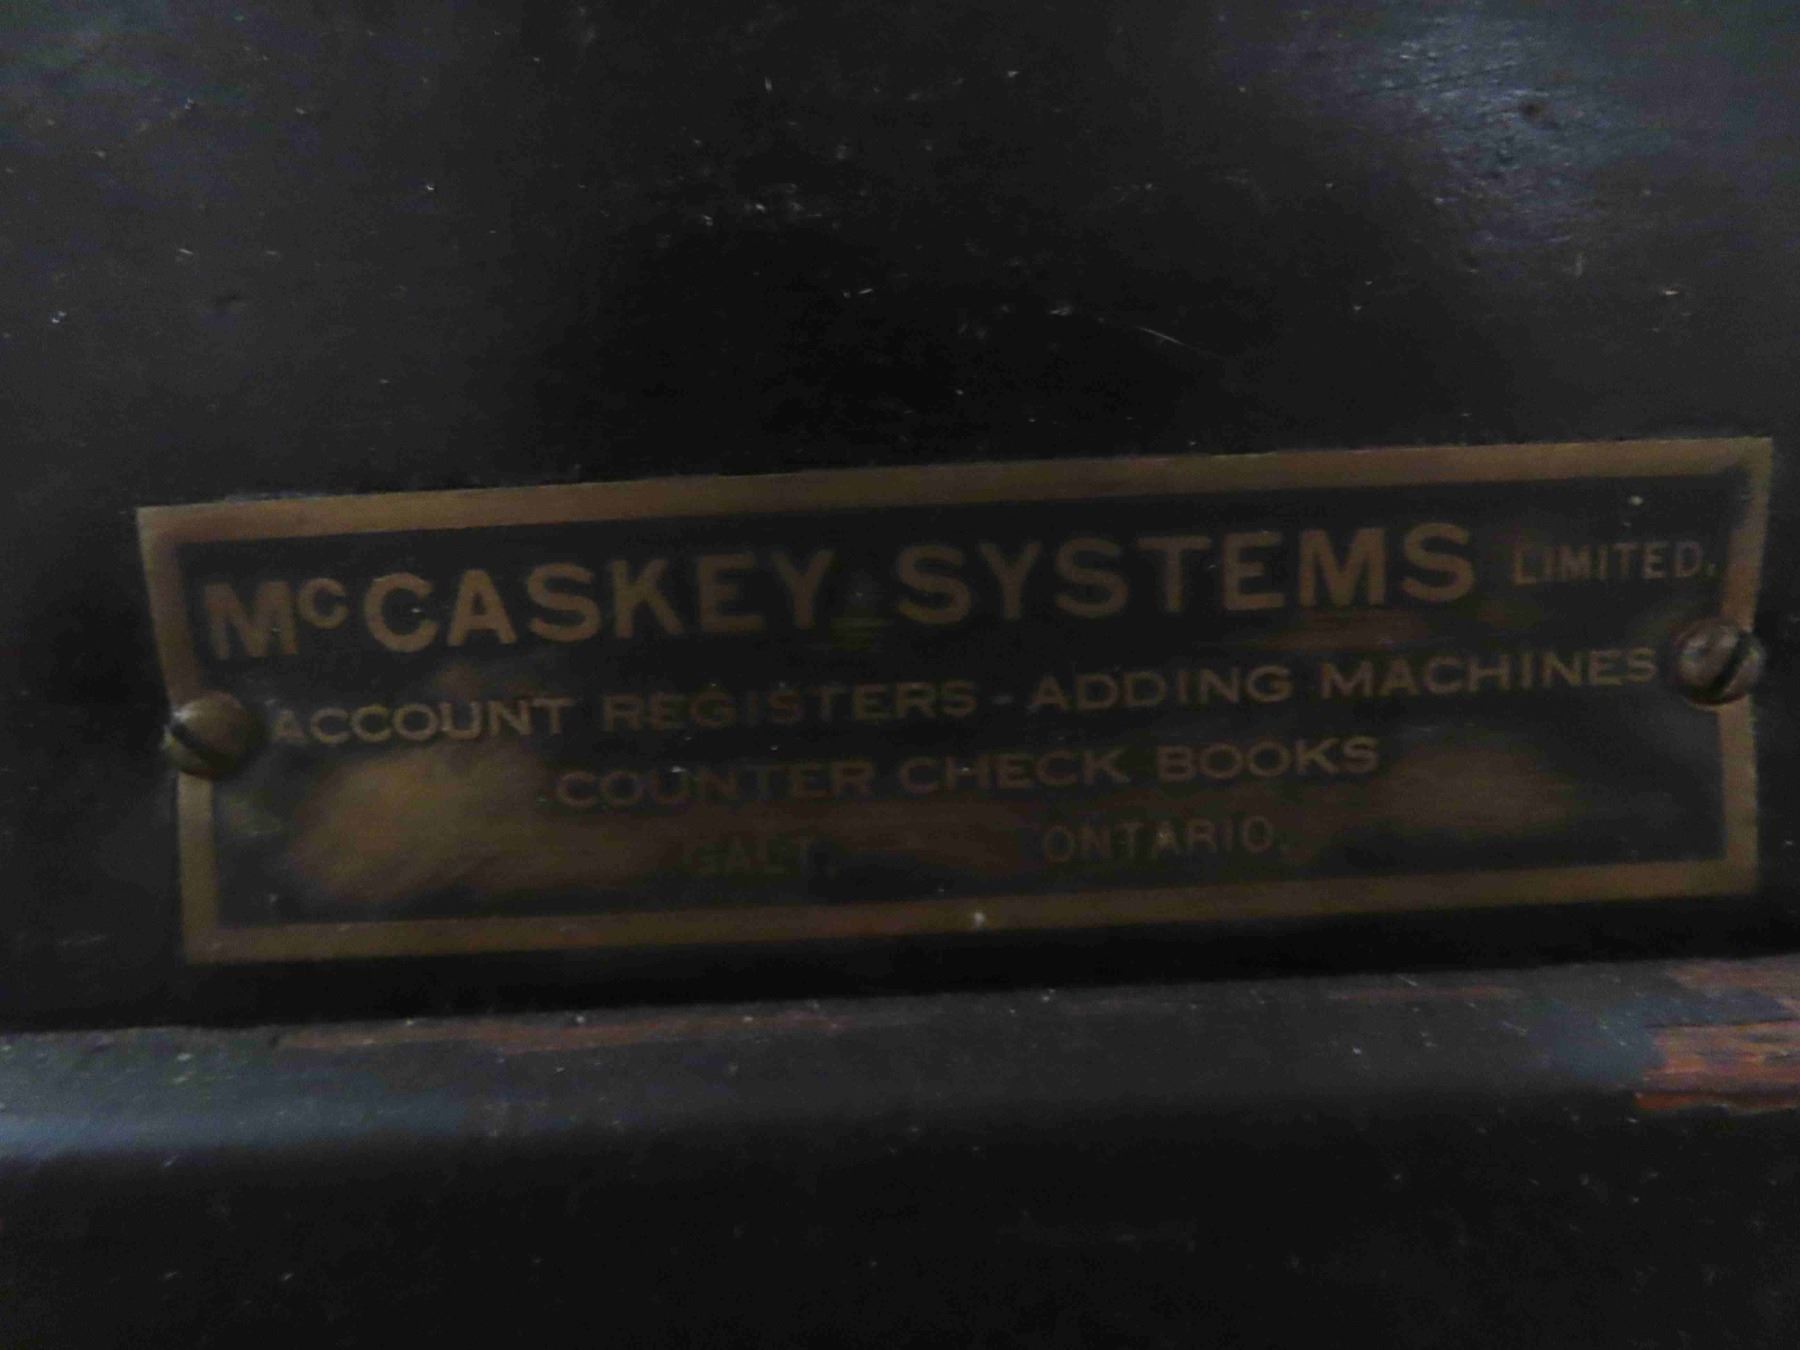 McCASKEY SYSTEMS LIMITED.
ACCOUNT REGISTERS - ADDING MACHINES
COUNTER CHECK BOOKS
GALT. ONTARIO.